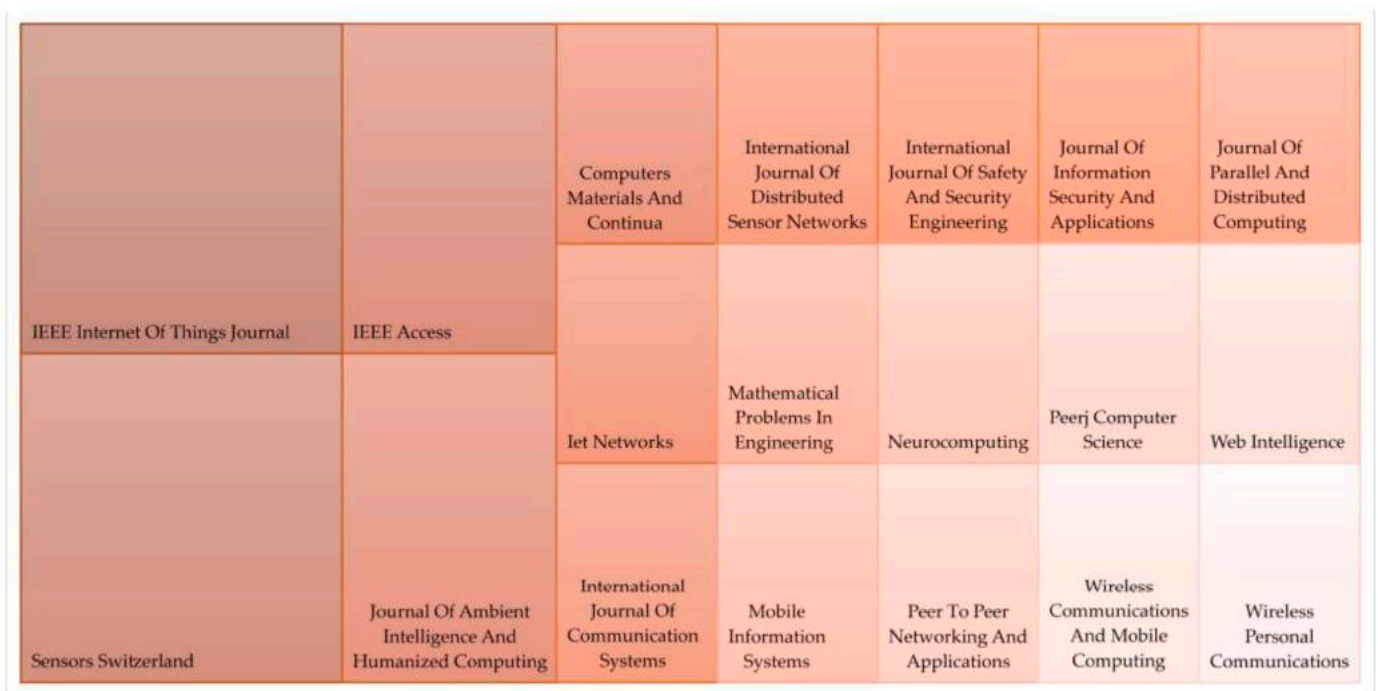 IEEE Internet Of Things Journal
IEEE Access
Computers
Materials And
Continua
International
Journal Of
Distributed
Sensor Networks
International
Journal Of Safety
And Security
Engineering
Journal Of
Information
Security And
Applications
Journal Of
Parallel And
Distributed
Computing
Iet Networks
Mathematical
Problems In
Engineering
Neurocomputing
Peerj Computer
Science
Web Intelligence
Sensors Switzerland
Journal Of Ambient
Intelligence And
Humanized Computing
International
Journal Of
Communication
Systems
Mobile
Information
Systems
Peer To Peer
Networking And
Applications
Wireless
Communications
And Mobile
Computing
Wireless
Personal
Communications